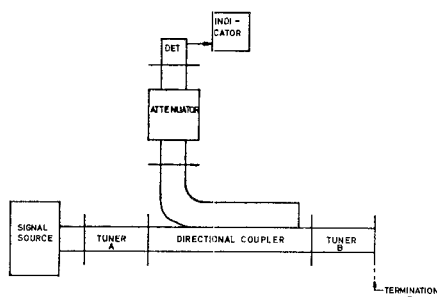 INDI-
CATOR
DET
ATTENUATOR
SIGNAL
SOURCE
TUNER
A
DIRECTIONAL COUPLER
TUNER
B
TERMINATION